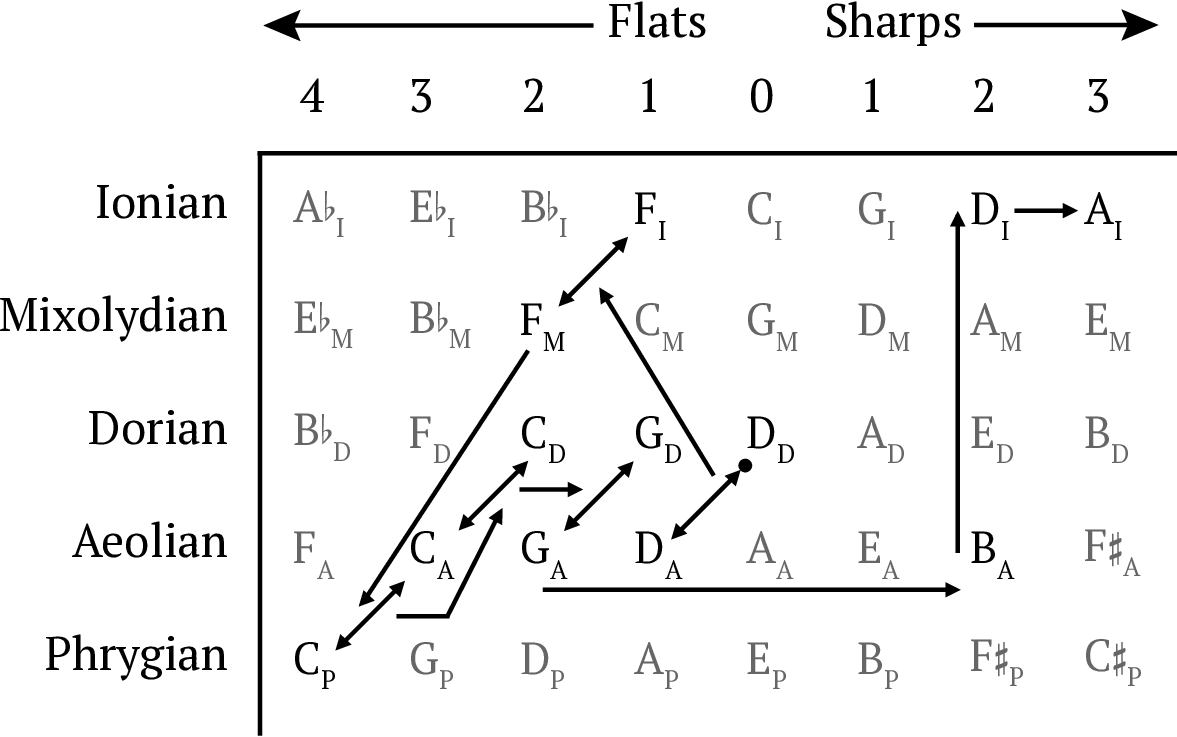 Flats Sharps
4 3 2 1 0 1 2 3
Ionian A♭I E♭I B♭I FI CI GI DI AI
Mixolydian E♭M B♭M FM CM GM DM AM EM
Dorian B♭D FD CD GD DD AD ED BD
Aeolian FA CA GA DA AA EA BA F♯A
Phrygian CP GP DP AP EP BP F♯P C♯P